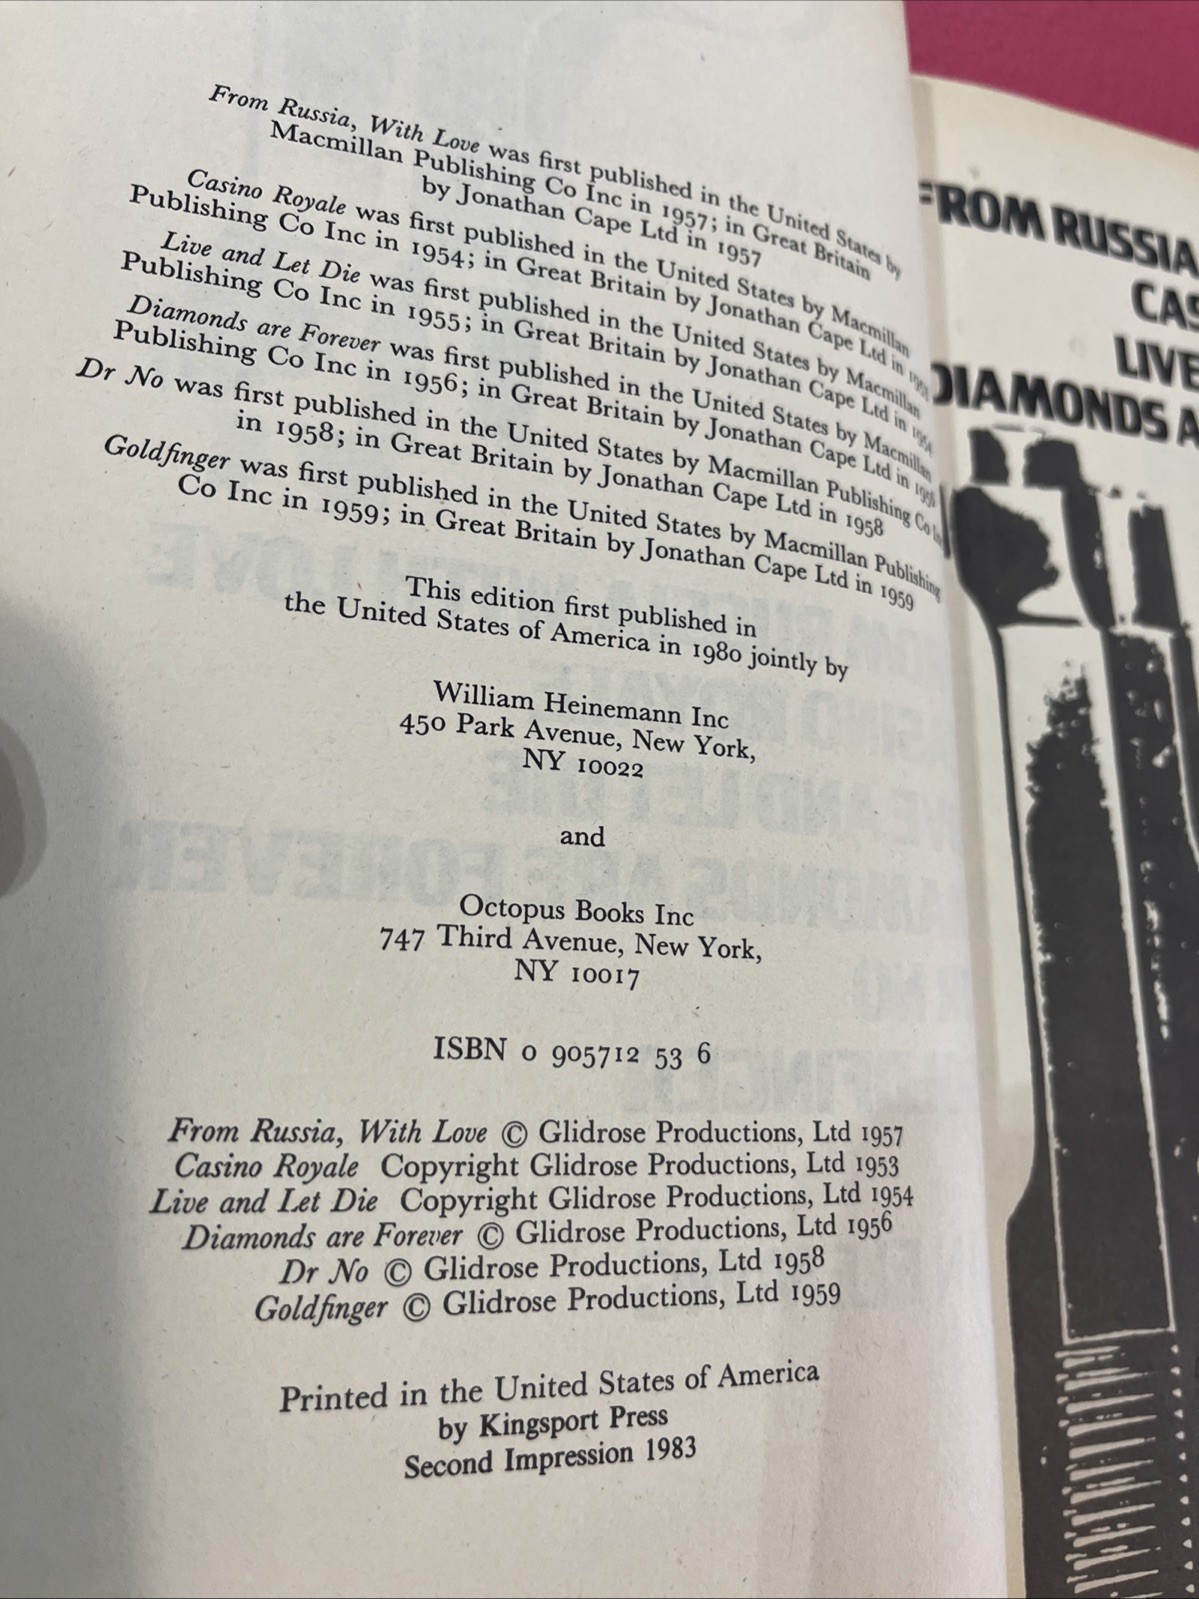 From Russia, With Love was first published in the United States by
Macmillan Publishing Co Inc in 1957; in Great Britain
by Jonathan Cape Ltd in 1957
Casino Royale was first published in the United States by Macmillan
Publishing Co Inc in 1954; in Great Britain by Jonathan Cape Ltd in 1953
Live and Let Die was first published in the United States by Macmillan
Publishing Co Inc in 1955; in Great Britain by Jonathan Cape Ltd in 1954
Diamonds are Forever was first published in the United States by Macmillan
Publishing Co Inc in 1956; in Great Britain by Jonathan Cape Ltd in 1956
Dr No was first published in the United States by Macmillan Publishing Co Inc
in 1958; in Great Britain by Jonathan Cape Ltd in 1958
Goldfinger was first published in the United States by Macmillan Publishing
Co Inc in 1959; in Great Britain by Jonathan Cape Ltd in 1959
This edition first published in
the United States of America in 1980 jointly by
William Heinemann Inc
450 Park Avenue, New York,
NY 10022
and
Octopus Books Inc
747 Third Avenue, New York,
NY 10017
ISBN 0 905712 53 6
From Russia, With Love © Glidrose Productions, Ltd 1957
Casino Royale Copyright Glidrose Productions, Ltd 1953
Live and Let Die Copyright Glidrose Productions, Ltd 1954
Diamonds are Forever © Glidrose Productions, Ltd 1956
Dr No © Glidrose Productions, Ltd 1958
Goldfinger © Glidrose Productions, Ltd 1959
Printed in the United States of America
by Kingsport Press
Second Impression 1983
FROM RUSSIA
CAS
LIVE
DIAMONDS A